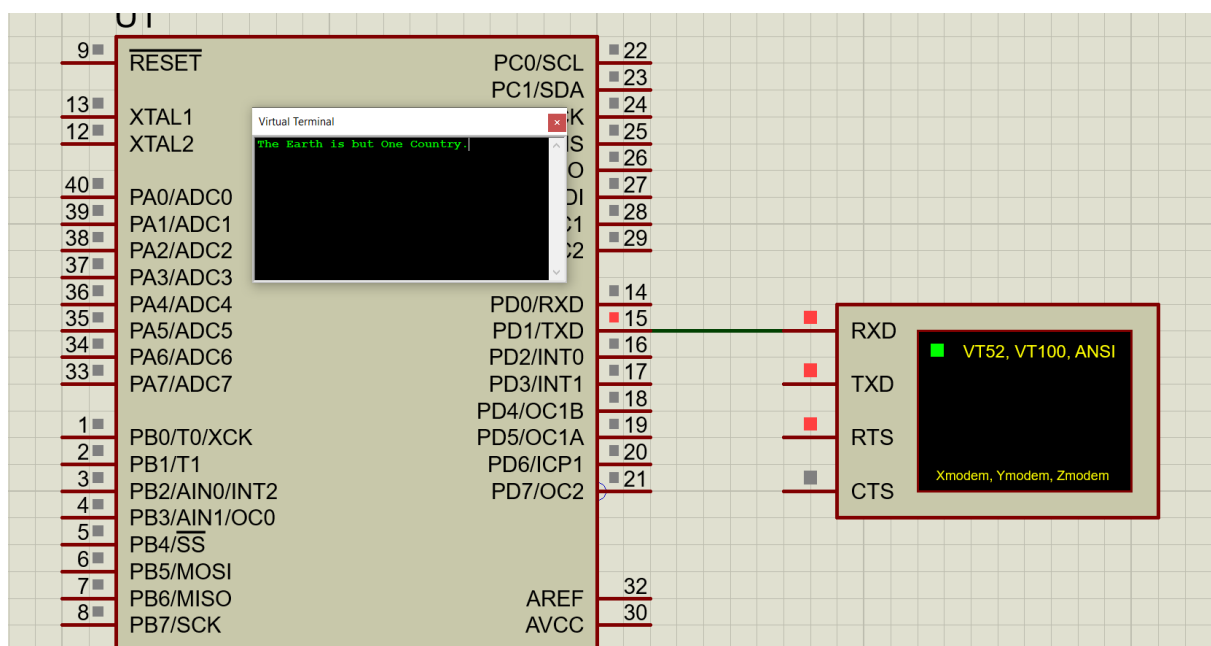 U1
9
RESET
13
XTAL1
12
XTAL2
40
PA0/ADC0
39
PA1/ADC1
38
PA2/ADC2
37
PA3/ADC3
36
PA4/ADC4
35
PA5/ADC5
34
PA6/ADC6
33
PA7/ADC7
1
PB0/T0/XCK
2
PB1/T1
3
PB2/AIN0/INT2
4
PB3/AIN1/OC0
5
PB4/SS
6
PB5/MOSI
7
PB6/MISO
8
PB7/SCK
Virtual Terminal
The Earth is but One Country.
22
PC0/SCL
23
PC1/SDA
24
K
25
MS
26
O
27
DI
28
C1
29
C2
14
PD0/RXD
15
PD1/TXD
16
PD2/INT0
17
PD3/INT1
18
PD4/OC1B
19
PD5/OC1A
20
PD6/ICP1
21
PD7/OC2
32
AREF
30
AVCC
RXD
TXD
RTS
CTS
VT52, VT100, ANSI
Xmodem, Ymodem, Zmodem